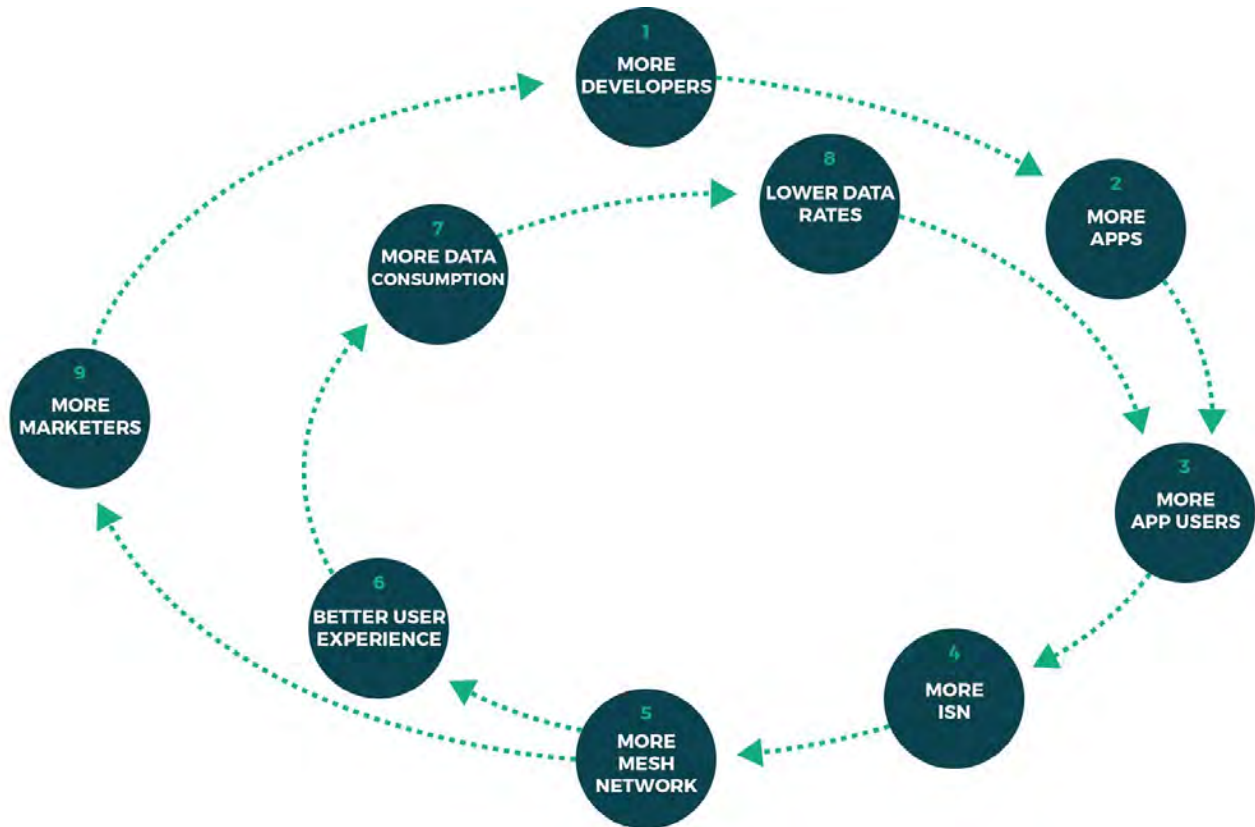 1
MORE
DEVELOPERS
2
MORE
APPS
3
MORE
APP USERS
4
MORE
ISN
5
MORE
MESH
NETWORK
6
BETTER USER
EXPERIENCE
7
MORE DATA
CONSUMPTION
8
LOWER DATA
RATES
9
MORE
MARKETERS